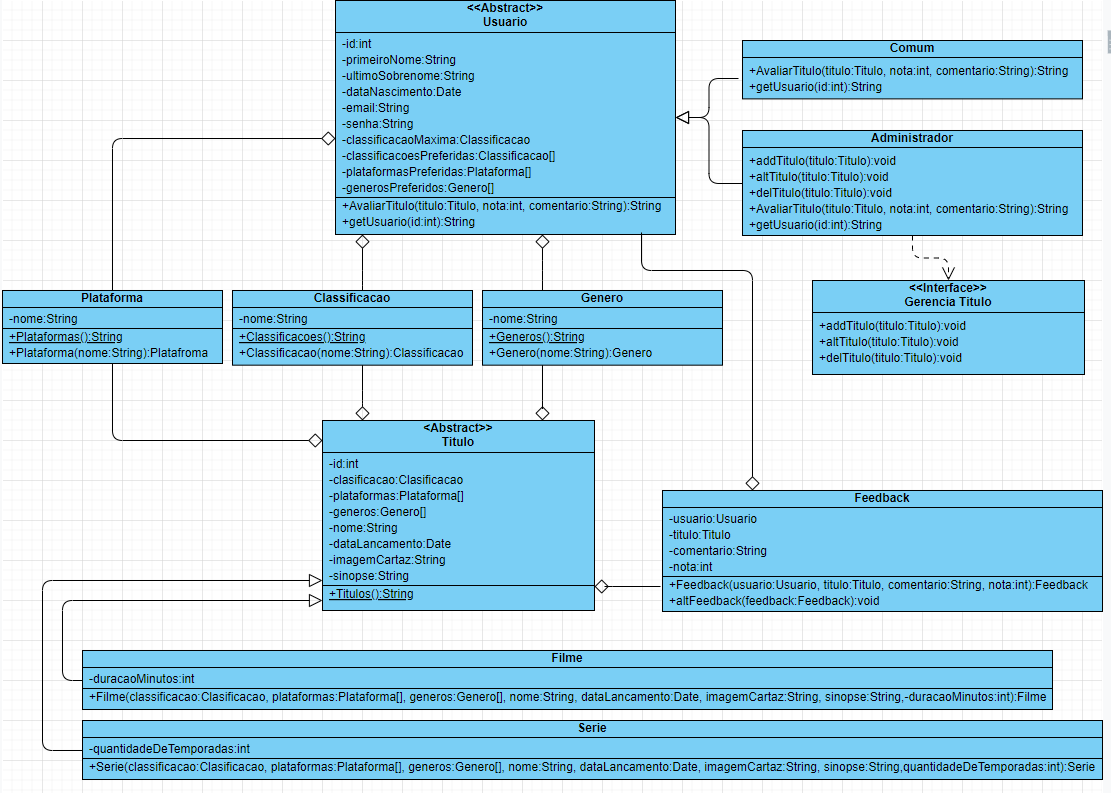 <<Abstract>>
Usuario
-id:int
-primeiroNome:String
-ultimoSobrenome:String
-dataNascimento:Date
-email:String
-senha:String
-classificacaoMaxima:Classificacao
-classificacoesPreferidas:Classificacao[]
-plataformasPreferidas:Plataforma[]
-generosPreferidos:Genero[]
+AvaliarTitulo(titulo:Titulo, nota:int, comentario:String):String
+getUsuario(id:int):String
Comum
+AvaliarTitulo(titulo:Titulo, nota:int, comentario:String):String
+getUsuario(id:int):String
Administrador
+addTitulo(titulo:Titulo):void
+altTitulo(titulo:Titulo):void
+delTitulo(titulo:Titulo):void
+AvaliarTitulo(titulo:Titulo, nota:int, comentario:String):String
+getUsuario(id:int):String
<<Interface>>
Gerencia Titulo
+addTitulo(titulo:Titulo):void
+altTitulo(titulo:Titulo):void
+delTitulo(titulo:Titulo):void
Plataforma
-nome:String
+Plataformas():String
+Plataforma(nome:String):Platafroma
Classificacao
-nome:String
+Classificacoes():String
+Classificacao(nome:String):Classificacao
Genero
-nome:String
+Generos():String
+Genero(nome:String):Genero
<Abstract>>
Titulo
-id:int
-clasificacao:Clasificacao
-plataformas:Plataforma[]
-generos:Genero[]
-nome:String
-dataLancamento:Date
-imagemCartaz:String
-sinopse:String
+Titulos():String
Feedback
-usuario:Usuario
-titulo:Titulo
-comentario:String
-nota:int
+Feedback(usuario:Usuario, titulo:Titulo, comentario:String, nota:int):Feedback
+altFeedback(feedback:Feedback):void
Filme
-duracaoMinutos:int
+Filme(classificacao:Clasificacao, plataformas:Plataforma[], generos:Genero[], nome:String, dataLancamento:Date, imagemCartaz:String, sinopse:String,-duracaoMinutos:int):Filme
Serie
-quantidadeDeTemporadas:int
+Serie(classificacao:Clasificacao, plataformas:Plataforma[], generos:Genero[], nome:String, dataLancamento:Date, imagemCartaz:String, sinopse:String,quantidadeDeTemporadas:int):Serie